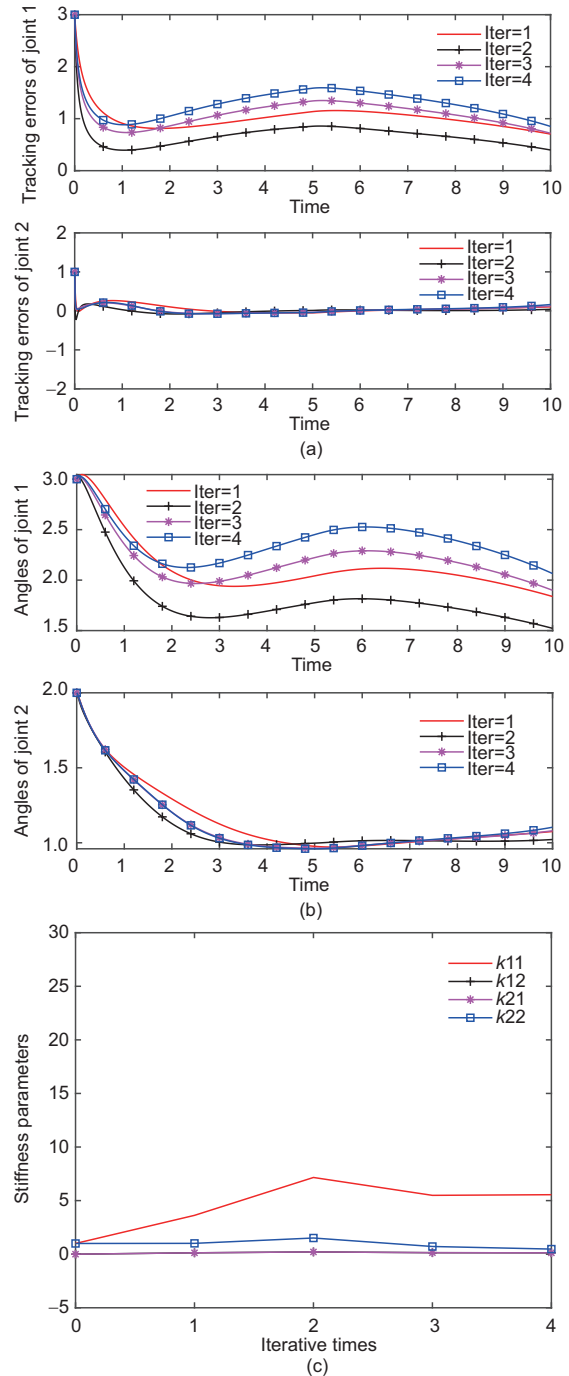 Tracking errors of joint 1
3
2
1
0
Iter=1
Iter=2
Iter=3
Iter=4
0 1 2 3 4 5 6 7 8 9 10
Time
Tracking errors of joint 2
2
1
0
−1
−2
Iter=1
Iter=2
Iter=3
Iter=4
0 1 2 3 4 5 6 7 8 9 10
Time
(a)
Angles of joint 1
3.0
2.5
2.0
1.5
Iter=1
Iter=2
Iter=3
Iter=4
0 1 2 3 4 5 6 7 8 9 10
Time
Angles of joint 2
2.0
1.5
1.0
Iter=1
Iter=2
Iter=3
Iter=4
0 1 2 3 4 5 6 7 8 9 10
Time
(b)
Stiffness parameters
30
25
20
15
10
5
0
−5
k11
k12
k21
k22
0 1 2 3 4
Iterative times
(c)